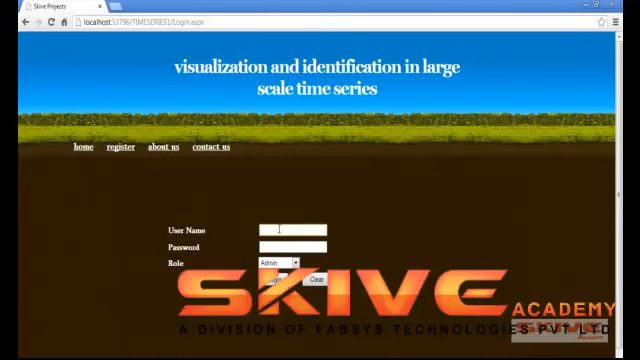 Skive Projects
localhost:53796/TIMESERIES1/Login.aspx
visualization and identification in large
scale time series
home register about us contact us
User Name
Password
Role Admin
Clear
SKIVE
ACADEMY
A DIVISION OF FABSYS TECHNOLOGIES PVT LTD